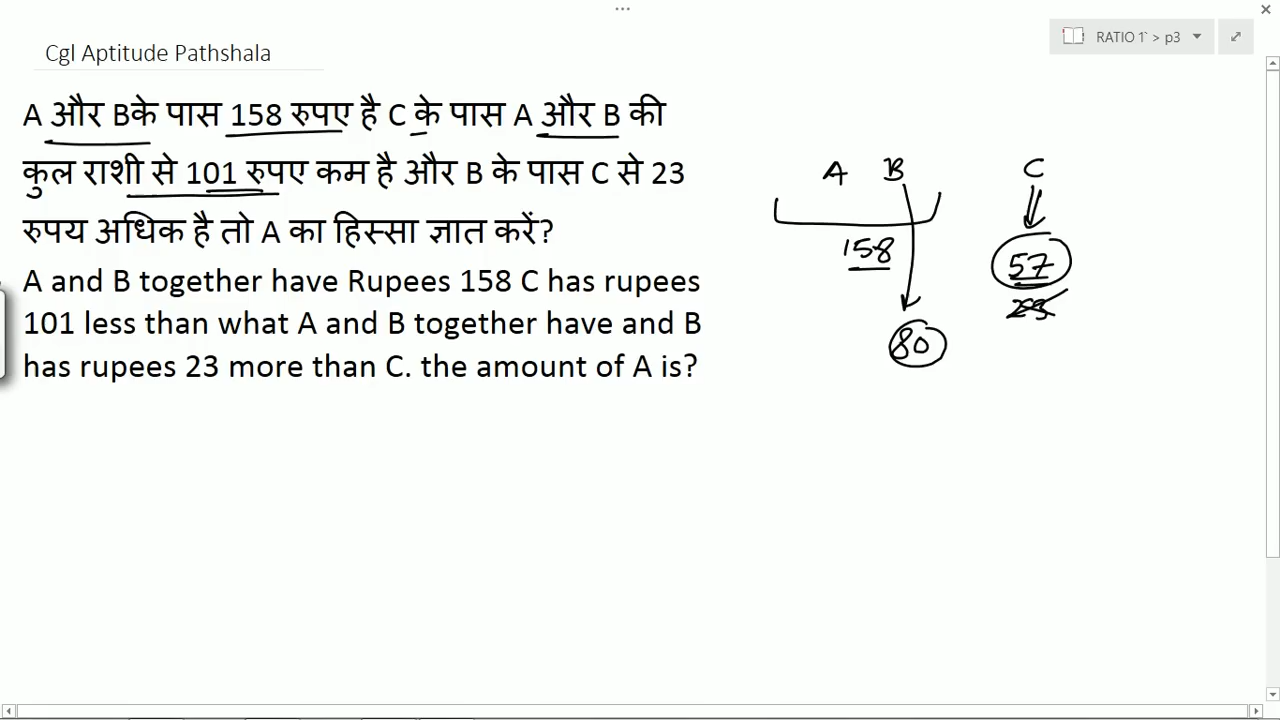 RATIO 1` > p3
Cgl Aptitude Pathshala
A और Bके पास 158 रुपए है C के पास A और B की
कुल राशी से 101 रुपए कम है और B के पास C से 23
रुपय अधिक है तो A का हिस्सा ज्ञात करें?
A and B together have Rupees 158 C has rupees
101 less than what A and B together have and B
has rupees 23 more than C. the amount of A is?
A B C
158 57
80